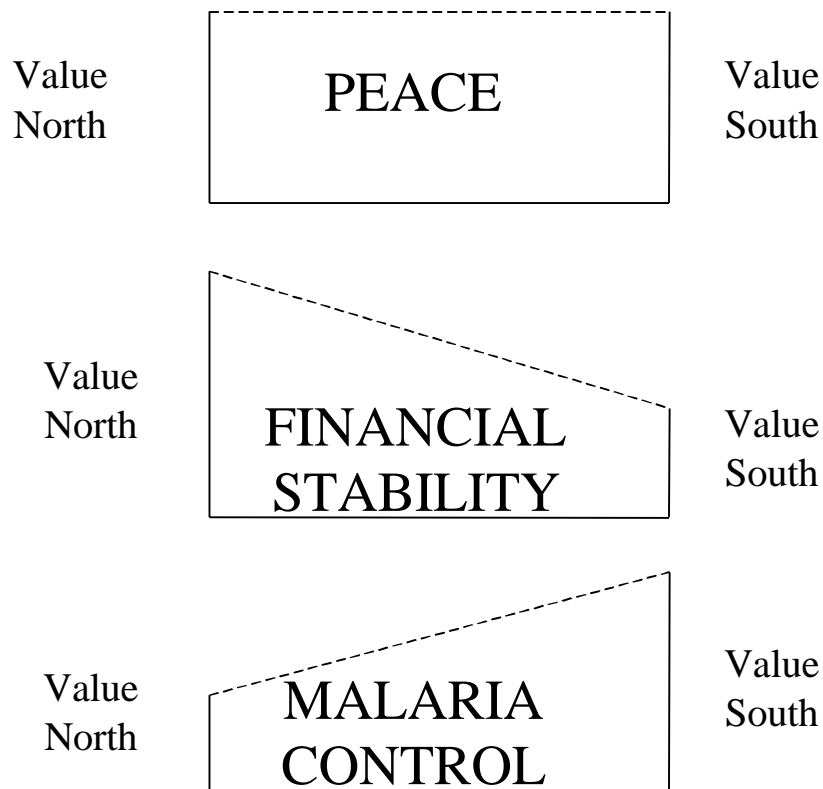 Value
North
PEACE
Value
South
Value
North
FINANCIAL
STABILITY
Value
South
Value
North
MALARIA
CONTROL
Value
South